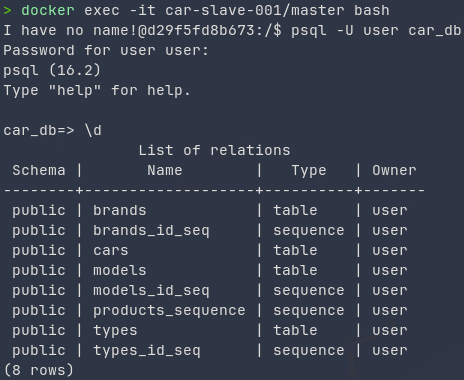 > docker exec -it car-slave-001/master bash
I have no name!@d29f5fd8b673:/$ psql -U user car_db
Password for user user:
psql (16.2)
Type "help" for help.

car_db=> \d
                List of relations
 Schema |       Name        |   Type   | Owner
--------+-------------------+----------+-------
 public | brands            | table    | user
 public | brands_id_seq     | sequence | user
 public | cars              | table    | user
 public | models            | table    | user
 public | models_id_seq     | sequence | user
 public | products_sequence | sequence | user
 public | types             | table    | user
 public | types_id_seq      | sequence | user
(8 rows)